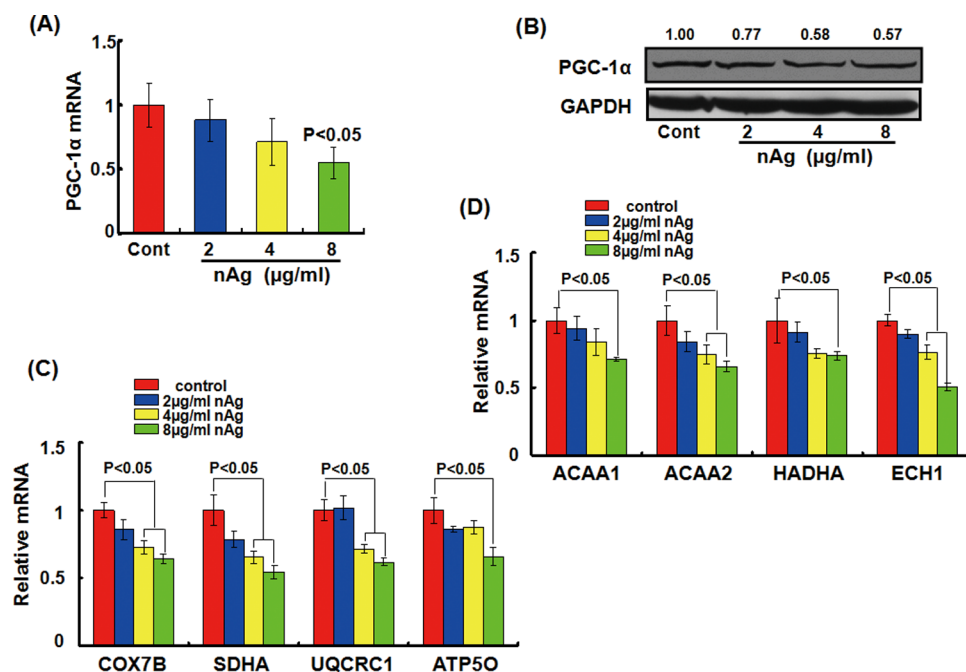 (A)
1.5
1
0.5
0
PGC-1α mRNA
P<0.05
Cont 2 4 8
nAg (μg/ml)
(B)
1.00 0.77 0.58 0.57
PGC-1α
GAPDH
Cont 2 4 8
nAg (μg/ml)
(C)
control
2μg/ml nAg
4μg/ml nAg
8μg/ml nAg
1.5
1
0.5
0
Relative mRNA
P<0.05 P<0.05 P<0.05 P<0.05
COX7B SDHA UQCRC1 ATP5O
(D)
control
2μg/ml nAg
4μg/ml nAg
8μg/ml nAg
1.5
1
0.5
0
Relative mRNA
P<0.05 P<0.05 P<0.05 P<0.05
ACAA1 ACAA2 HADHA ECH1